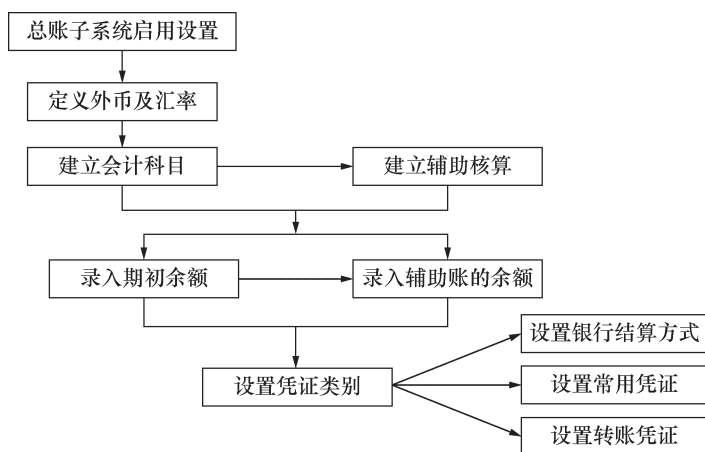 总账子系统启用设置
定义外币及汇率
建立会计科目
建立辅助核算
录入期初余额
录入辅助账的余额
设置凭证类别
设置银行结算方式
设置常用凭证
设置转账凭证